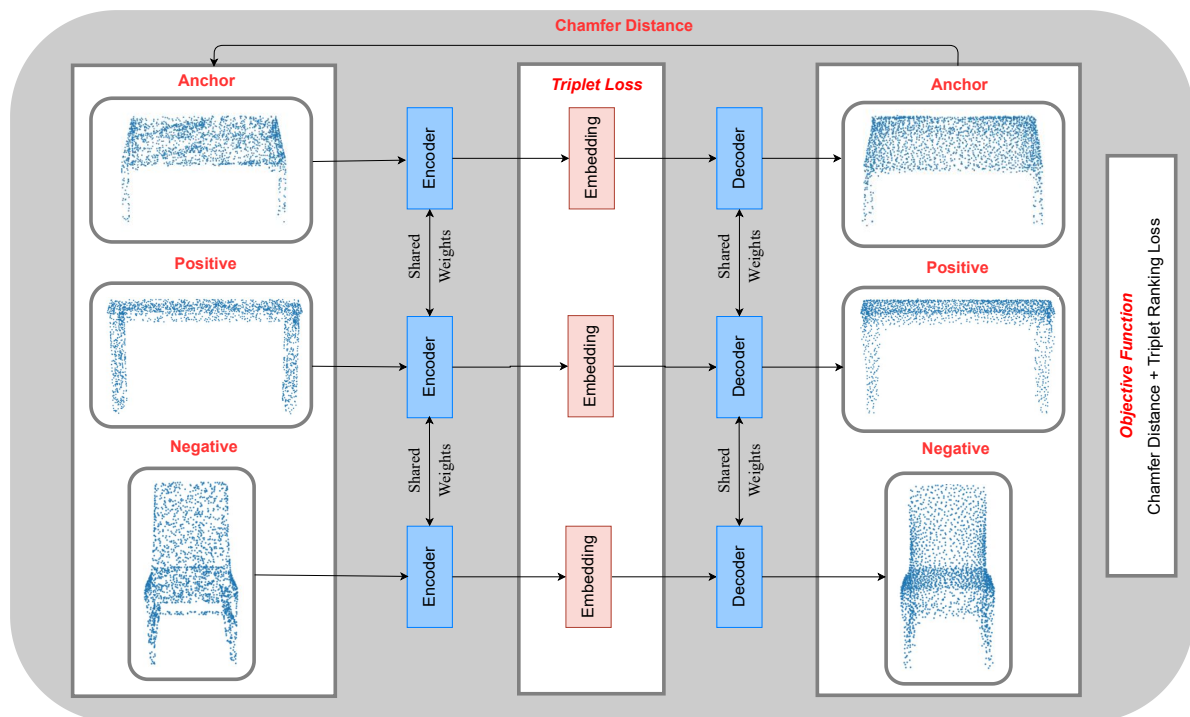 Chamfer Distance
Anchor
Triplet Loss
Anchor
Encoder
Embedding
Decoder
Shared
Weights
Shared
Weights
Positive
Positive
Encoder
Embedding
Decoder
Shared
Weights
Shared
Weights
Negative
Negative
Encoder
Embedding
Decoder
Objective Function
Chamfer Distance + Triplet Ranking Loss